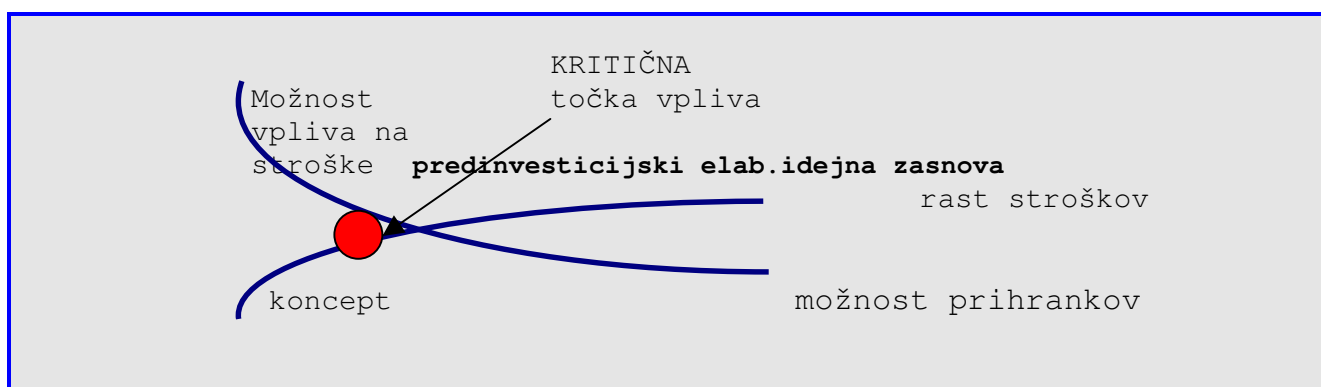 KRITIČNA
točka vpliva
Možnost
vpliva na
stroške
predinvesticijski elab.idejna zasnova
rast stroškov
koncept
možnost prihrankov